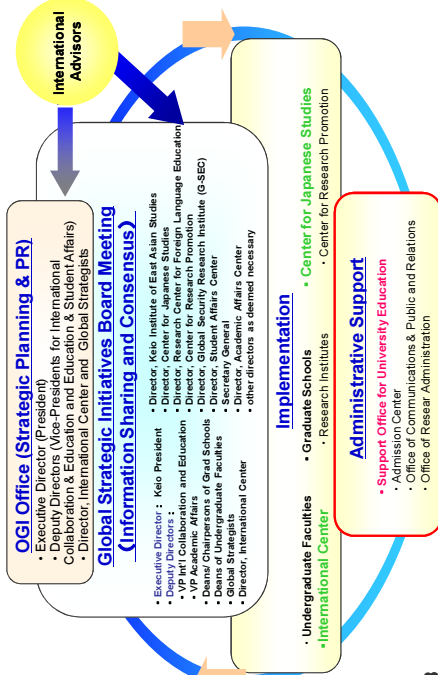 International
Advisors
OGI Office (Strategic Planning & PR)
• Executive Director (President)
• Deputy Directors (Vice-Presidents for International
Collaboration & Education and Education & Student Affairs)
• Director, International Center and Global Strategists
Global Strategic Initiatives Board Meeting
(Information Sharing and Consensus)
• Executive Director : Keio President
• Deputy Directors :
• VP Int'l Collaboration and Education
• VP Academic Affairs
• Deans/ Chairpersons of Grad Schools
• Deans of Undergraduate Faculties
• Global Strategists
• Director, International Center
• Director, Keio Institute of East Asian Studies
• Director, Center for Japanese Studies
• Director, Research Center for Foreign Language Education
• Director, Center for Research Promotion
• Director, Global Security Research Institute (G-SEC)
• Director, Student Affairs Center
• Secretary General
• Director, Academic Affairs Center
• other directors as deemed necessary
Implementation
• Undergraduate Faculties
• Graduate Schools
• Center for Japanese Studies
• International Center
• Research Institutes
• Center for Research Promotion
Administrative Support
• Support Office for University Education
• Admission Center
• Office of Communications & Public and Relations
• Office of Resear Administration
8